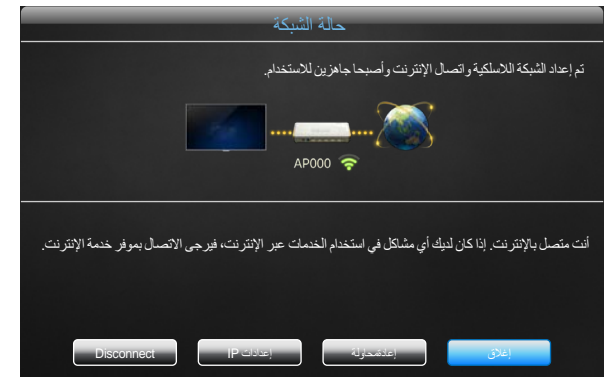 حالة الشبكة
تم إعداد الشبكة اللاسلكية واتصال الإنترنت وأصبحا جاهزين للاستخدام.
AP000
أنت متصل بالإنترنت. إذا كان لديك أي مشاكل في استخدام الخدمات عبر الإنترنت، فيرجى الاتصال بموفر خدمة الإنترنت.
إغلاق
إعادةمحاولة
إعدادات IP
Disconnect